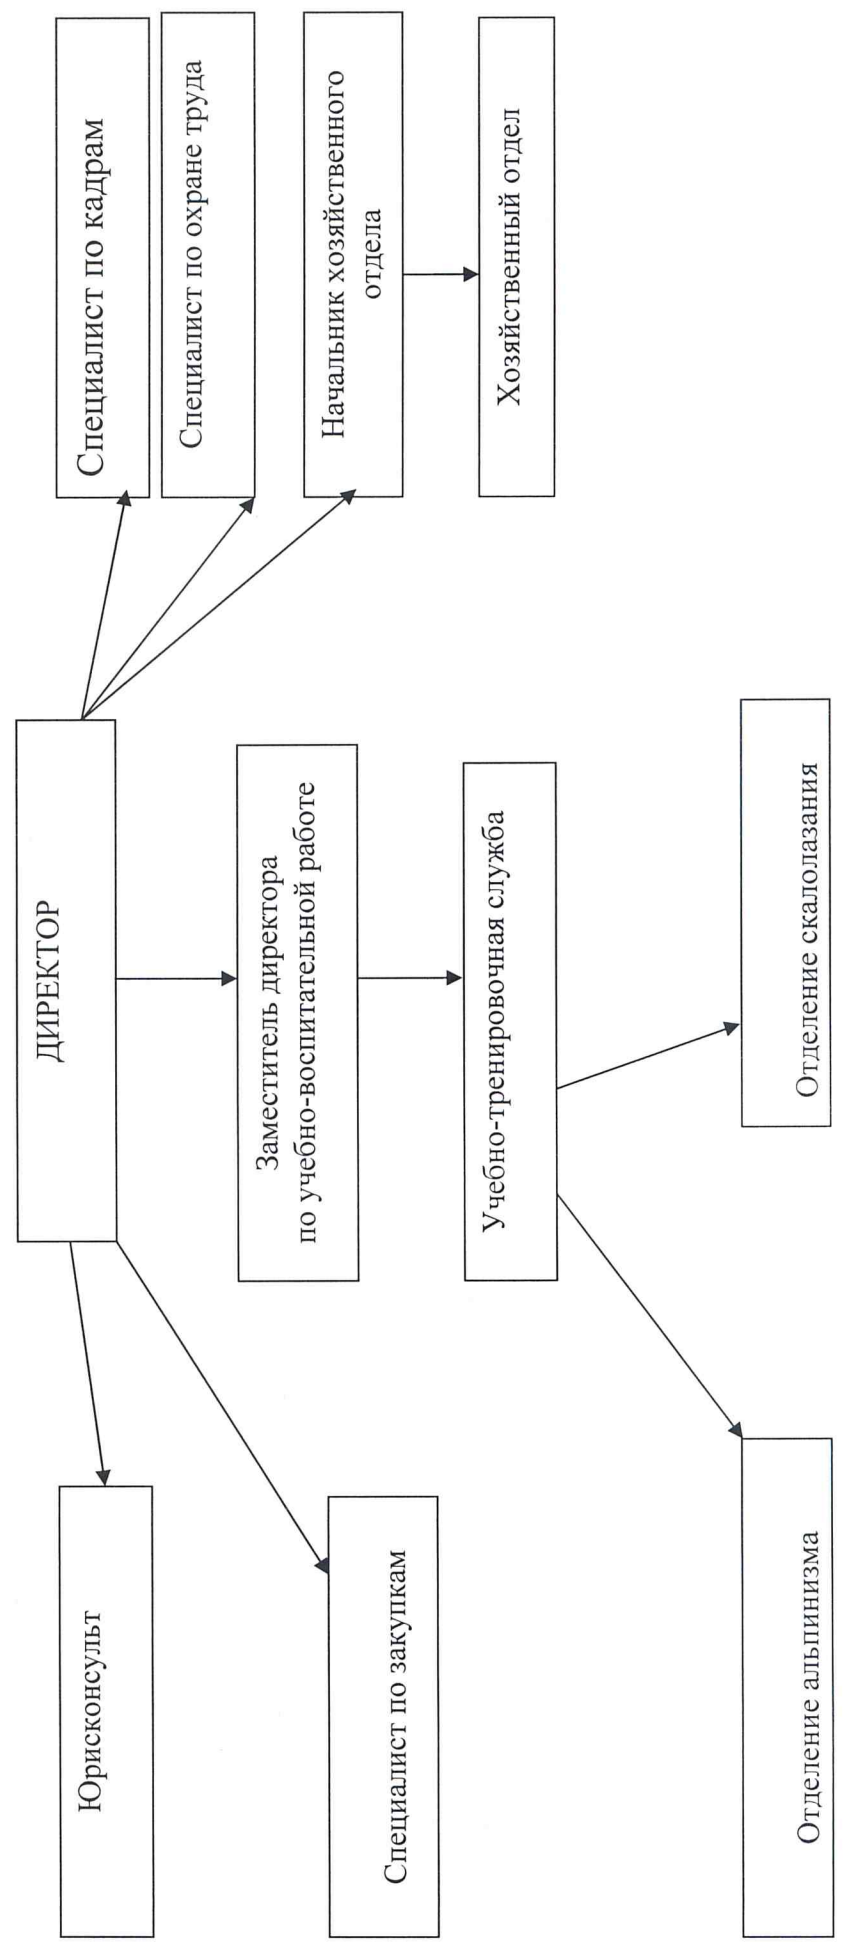 ДИРЕКТОР
Юрисконсульт
Специалист по кадрам
Специалист по охране труда
Заместитель директора
по учебно-воспитательной работе
Специалист по закупкам
Начальник хозяйственного
отдела
Учебно-тренировочная служба
Хозяйственный отдел
Отделение альпинизма
Отделение скалолазания